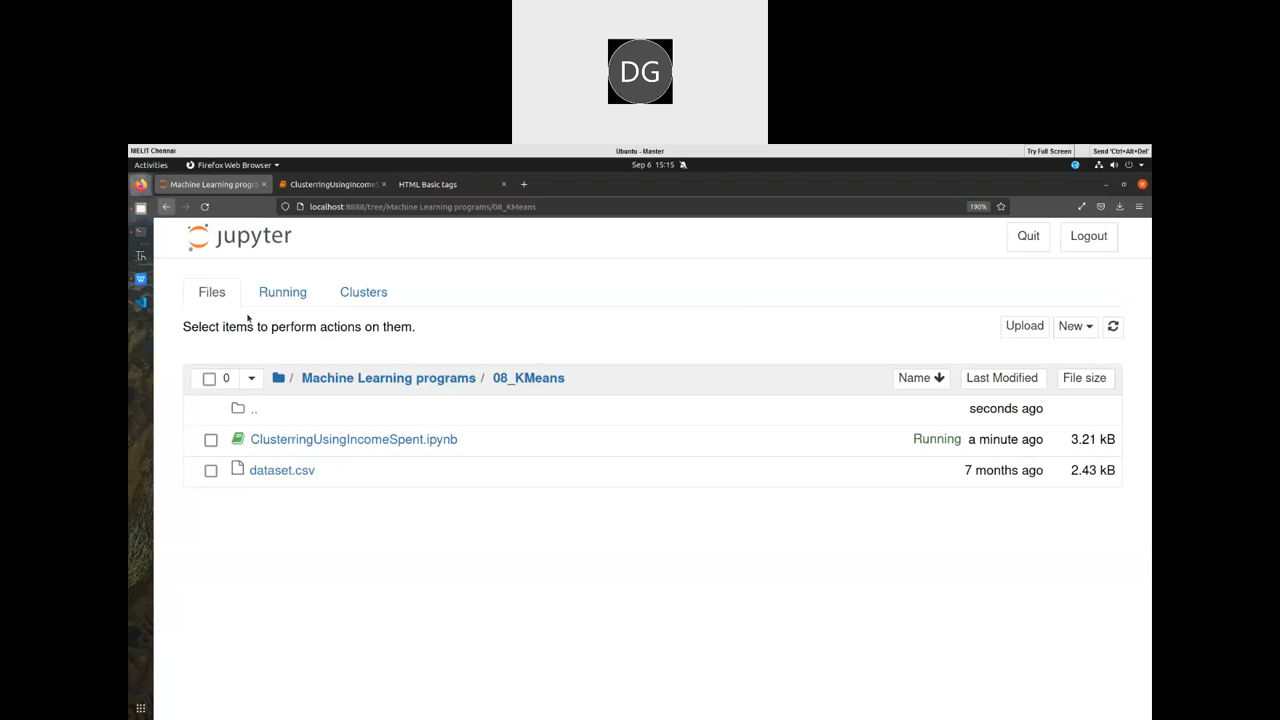 DG
NIELIT Chennai Ubuntu - Master Try Full Screen Send 'Ctrl+Alt+Del'
Activities Firefox Web Browser Sep 6 15:15
Machine Learning progra ClusterringUsingIncomeS HTML Basic tags
localhost:8888/tree/Machine Learning programs/08_KMeans 190%
jupyter Quit Logout
Files Running Clusters
Select items to perform actions on them. Upload New
0 / Machine Learning programs / 08_KMeans Name Last Modified File size
.. seconds ago
ClusterringUsingIncomeSpent.ipynb Running a minute ago 3.21 kB
dataset.csv 7 months ago 2.43 kB